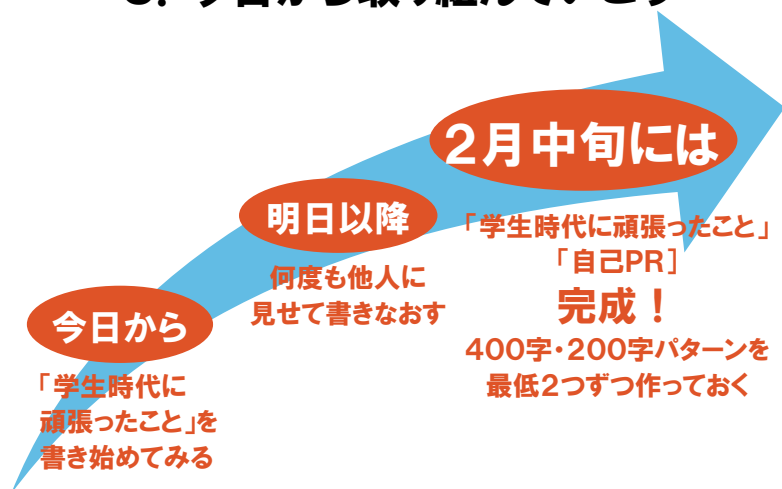 今日から
「学生時代に
頑張ったこと」を
書き始めてみる
明日以降
何度も他人に
見せて書きなおす
2月中旬には
「学生時代に頑張ったこと」
「自己PR］
完成！
400字・200字パターンを
最低2つずつ作っておく